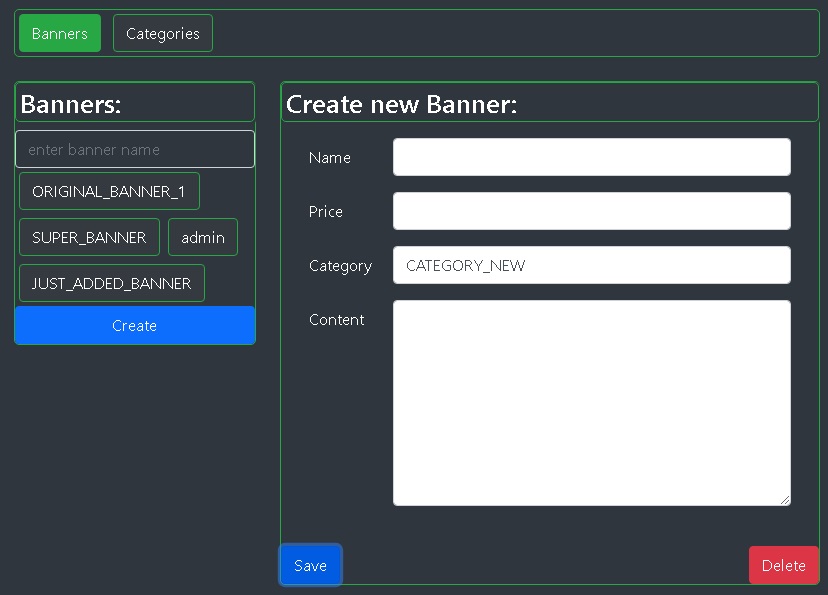 Banners Categories
Banners:
enter banner name
ORIGINAL_BANNER_1
SUPER_BANNER admin
JUST_ADDED_BANNER
Create
Create new Banner:
Name
Price
Category CATEGORY_NEW
Content
Save Delete